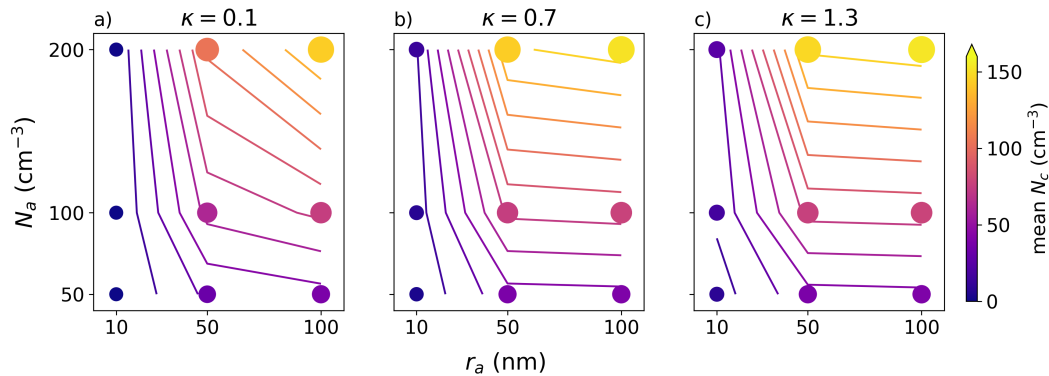 a) κ = 0.1
b) κ = 0.7
c) κ = 1.3
N_a (cm⁻³)
200
100
50
10 50 100
10 50 100
10 50 100
r_a (nm)
150
100
50
0
mean N_c (cm⁻³)